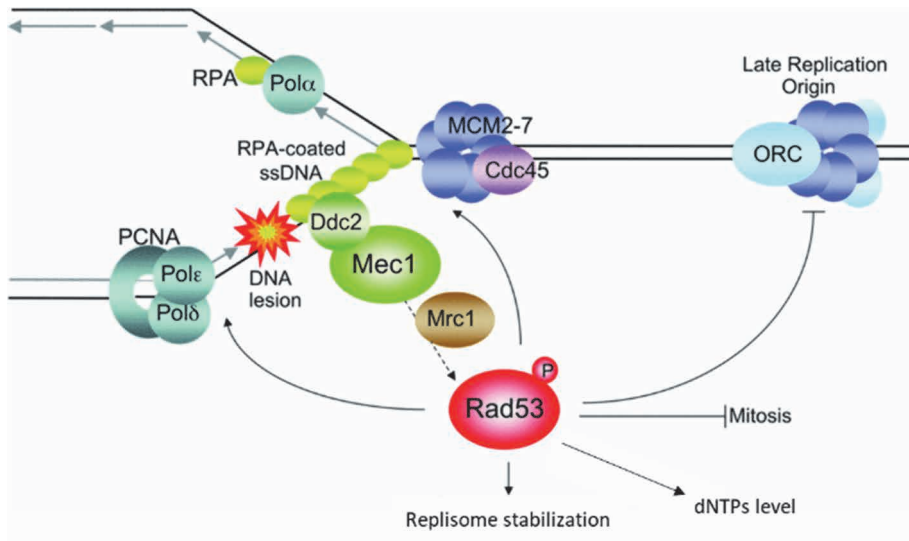 RPA
Polα
Late Replication
Origin
MCM2-7
RPA-coated
ssDNA
Cdc45
ORC
Ddc2
PCNA
Polε
DNA
lesion
Mec1
Polδ
Mrc1
P
Rad53
Mitosis
dNTPs level
Replisome stabilization